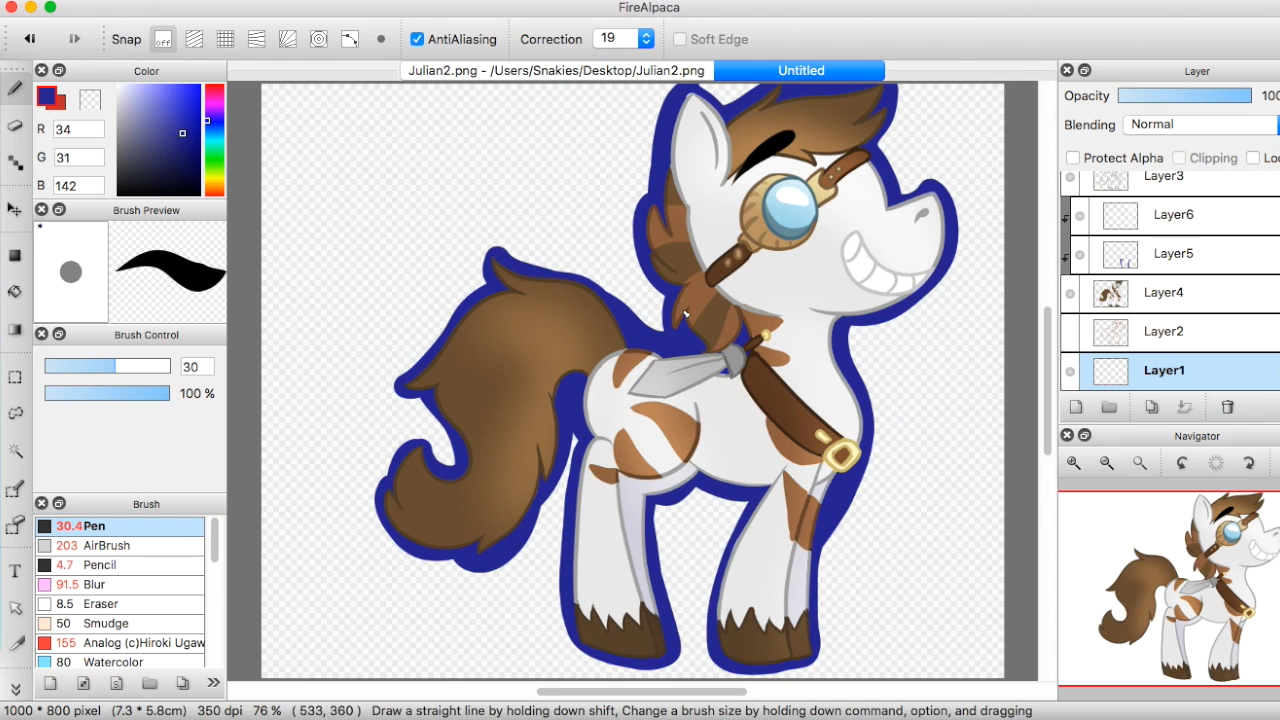 FireAlpaca
Snap off AntiAliasing Correction 19 Soft Edge
Julian2.png - /Users/Snakies/Desktop/Julian2.png Untitled
Color
R 34
G 31
B 142
Brush Preview
*
Brush Control
30
100 %
Brush
30.4 Pen
203 AirBrush
4.7 Pencil
91.5 Blur
8.5 Eraser
50 Smudge
155 Analog (c)Hiroki Ugaw
80 Watercolor
Layer
Opacity 100
Blending Normal
Protect Alpha Clipping Loc
Layer3
Layer6
Layer5
Layer4
Layer2
Layer1
Navigator
1000 * 800 pixel (7.3 * 5.8cm) 350 dpi 76 % ( 533, 360 ) Draw a straight line by holding down shift, Change a brush size by holding down command, option, and dragging